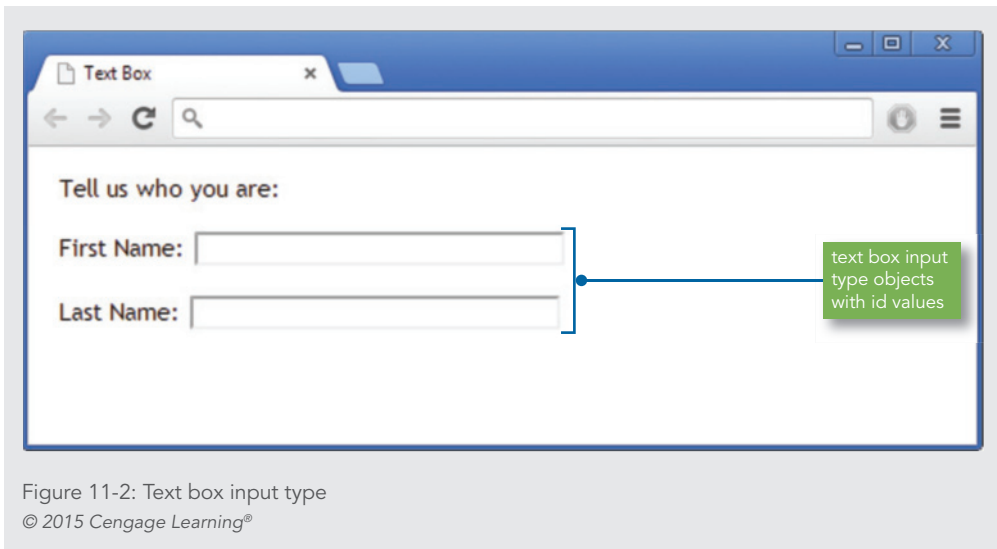 Text Box
Tell us who you are:
First Name:
Last Name:
text box input
type objects
with id values
Figure 11-2: Text box input type
© 2015 Cengage Learning®